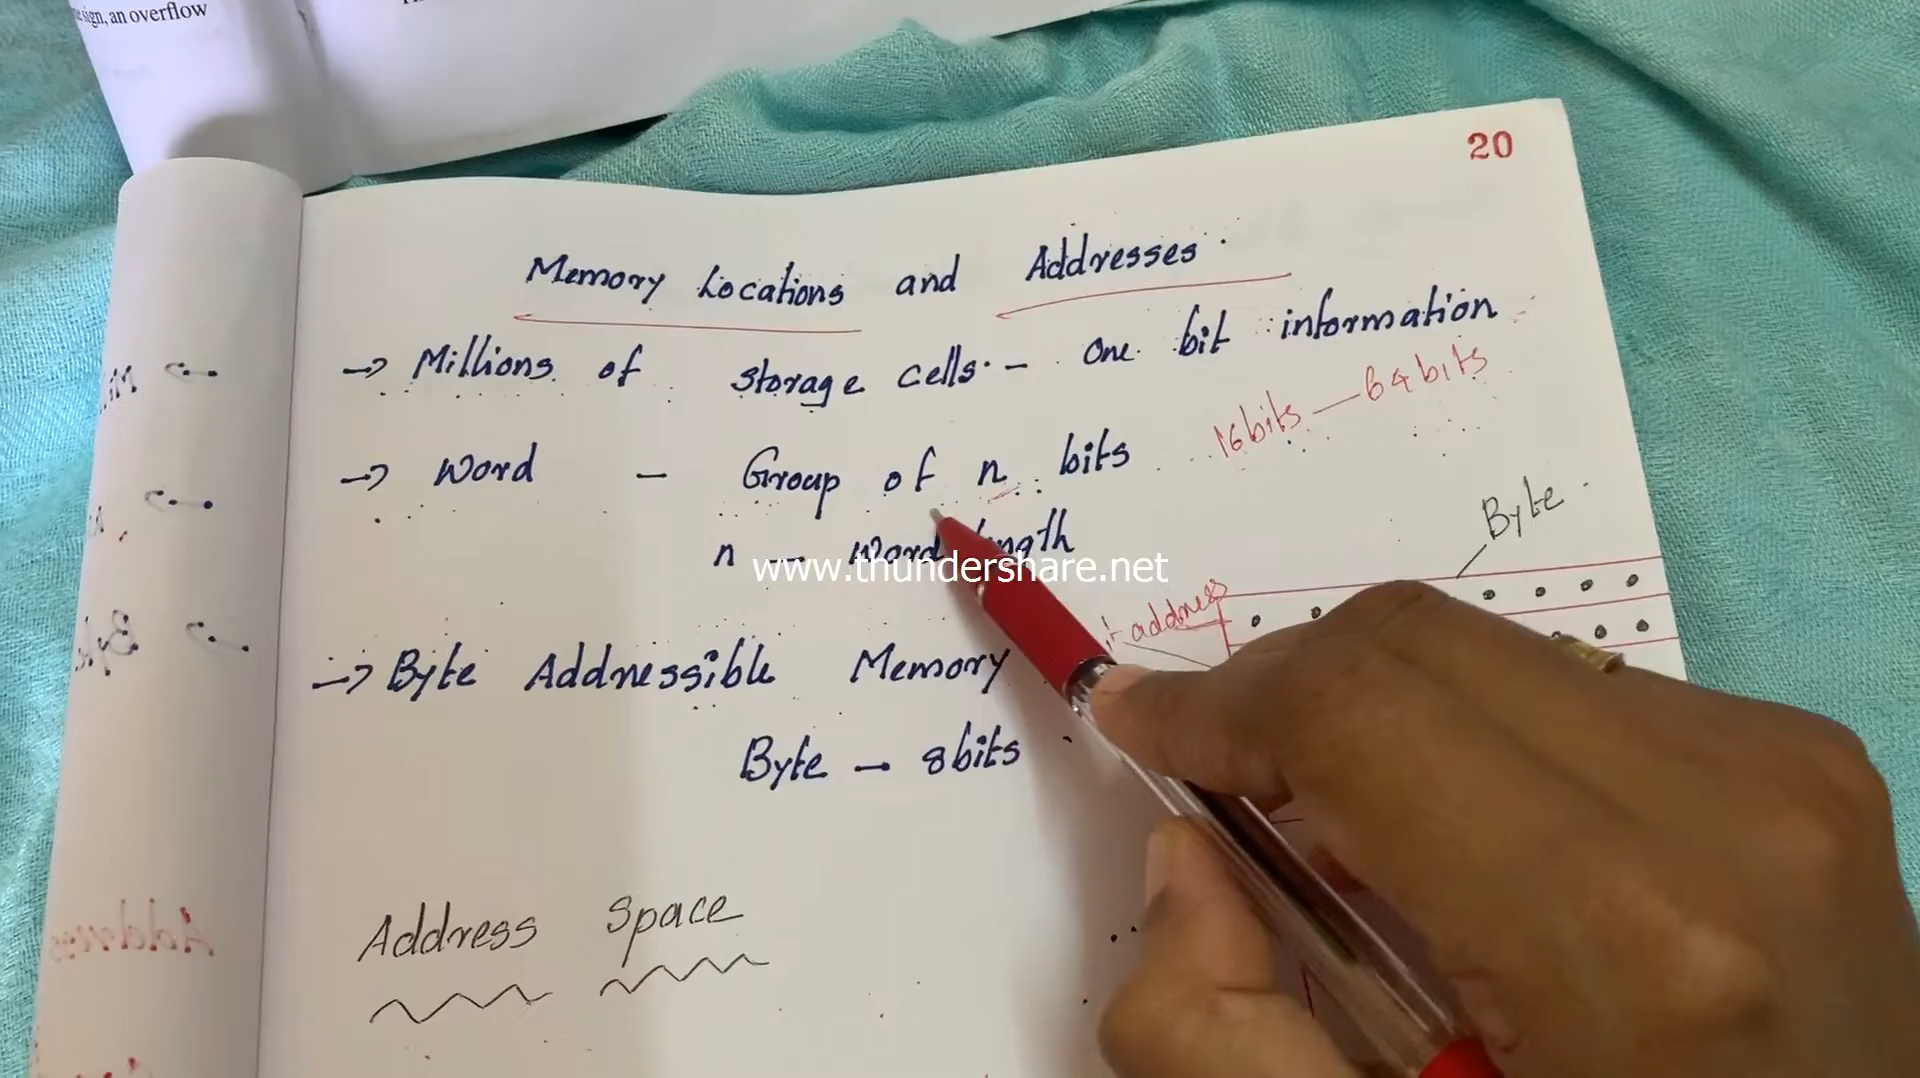 sign, an overflow
20
Memory Locations and Addresses
→ Millions of storage cells - One bit information
16bits — 64bits
→ Word - Group of n bits
n — Word length
Byte
www.thundershare.net
address
→ Byte Addressible Memory
Byte - 8bits
Address Space